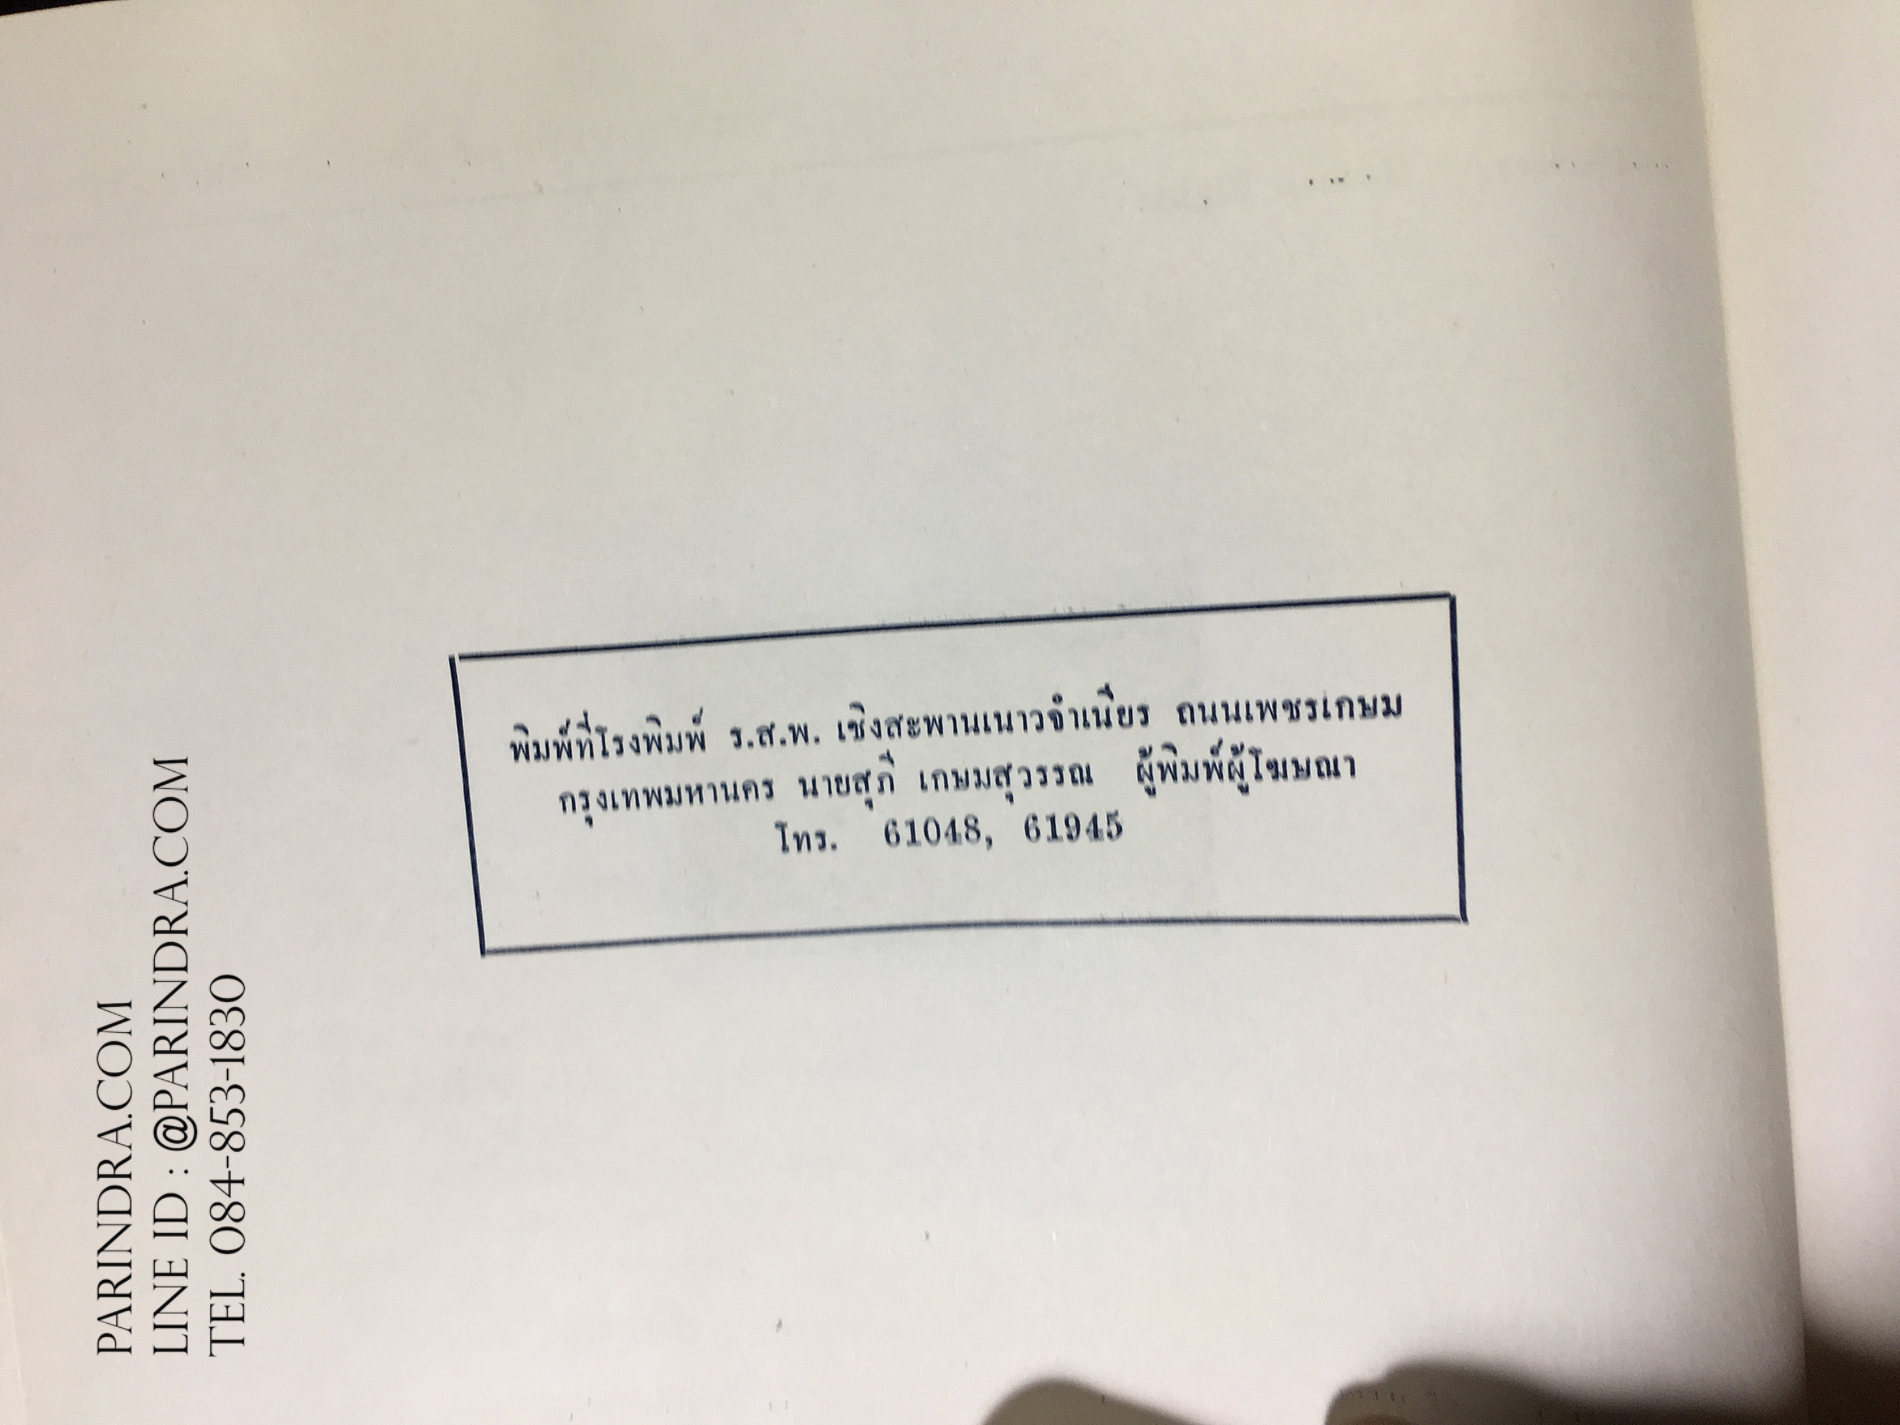 พิมพ์ที่โรงพิมพ์ ร.ส.พ. เชิงสะพานเนาวจำเนียร ถนนเพชรเกษม
กรุงเทพมหานคร นายสุภี เกษมสุวรรณ ผู้พิมพ์ผู้โฆษณา
โทร. 61048, 61945
PARINDRA.COM
LINE ID : @PARINDRA.COM
TEL. 084-853-1830